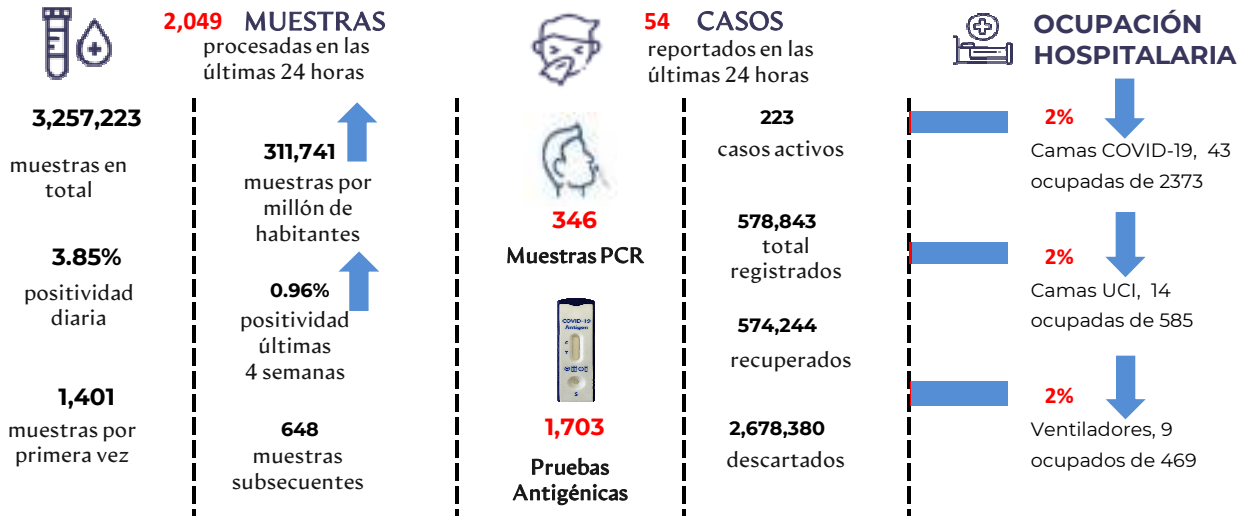 2,049 MUESTRAS
procesadas en las
últimas 24 horas
3,257,223
muestras en
total
3.85%
positividad
diaria
1,401
muestras por
primera vez
311,741
muestras por
millón de
habitantes
0.96%
positividad
últimas
4 semanas
648
muestras
subsecuentes
54 CASOS
reportados en las
últimas 24 horas
346
Muestras PCR
COVID-19
Antigen
C
T
S
1,703
Pruebas
Antigénicas
223
casos activos
578,843
total
registrados
574,244
recuperados
2,678,380
descartados
OCUPACIÓN
HOSPITALARIA
2%
Camas COVID-19, 43
ocupadas de 2373
2%
Camas UCI, 14
ocupadas de 585
2%
Ventiladores, 9
ocupados de 469